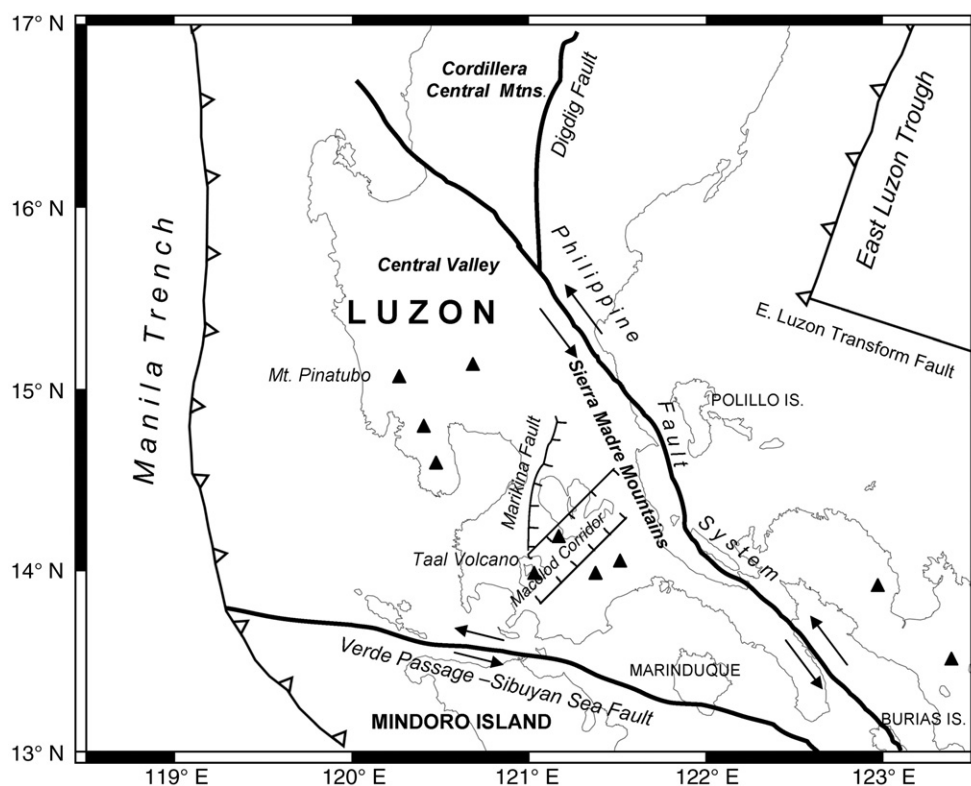 17° N
16° N
15° N
14° N
13° N
119° E
120° E
121° E
122° E
123° E
Cordillera
Central Mtns.
Digdig Fault
East Luzon Trough
E. Luzon Transform Fault
Manila Trench
Central Valley
LUZON
Philippine
Fault
System
Mt. Pinatubo
Sierra Madre Mountains
POLILLO IS.
Marikina Fault
Taal Volcano
Macolod Corridor
Verde Passage –Sibuyan Sea Fault
MARINDUQUE
MINDORO ISLAND
BURIAS IS.